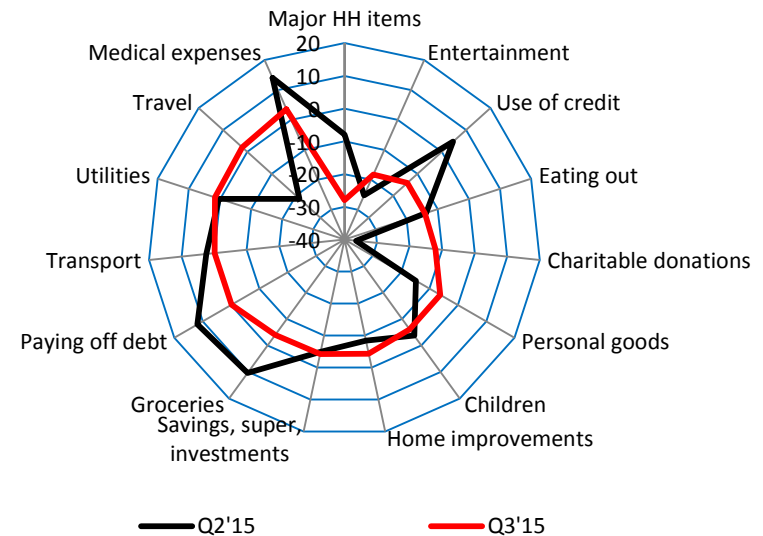 Major HH items
20
Medical expenses
Entertainment
10
Travel
Use of credit
0
-10
Utilities
Eating out
-20
-30
Transport
-40
Charitable donations
Paying off debt
Personal goods
Groceries
Children
Savings, super,
investments
Home improvements
Q2'15
Q3'15